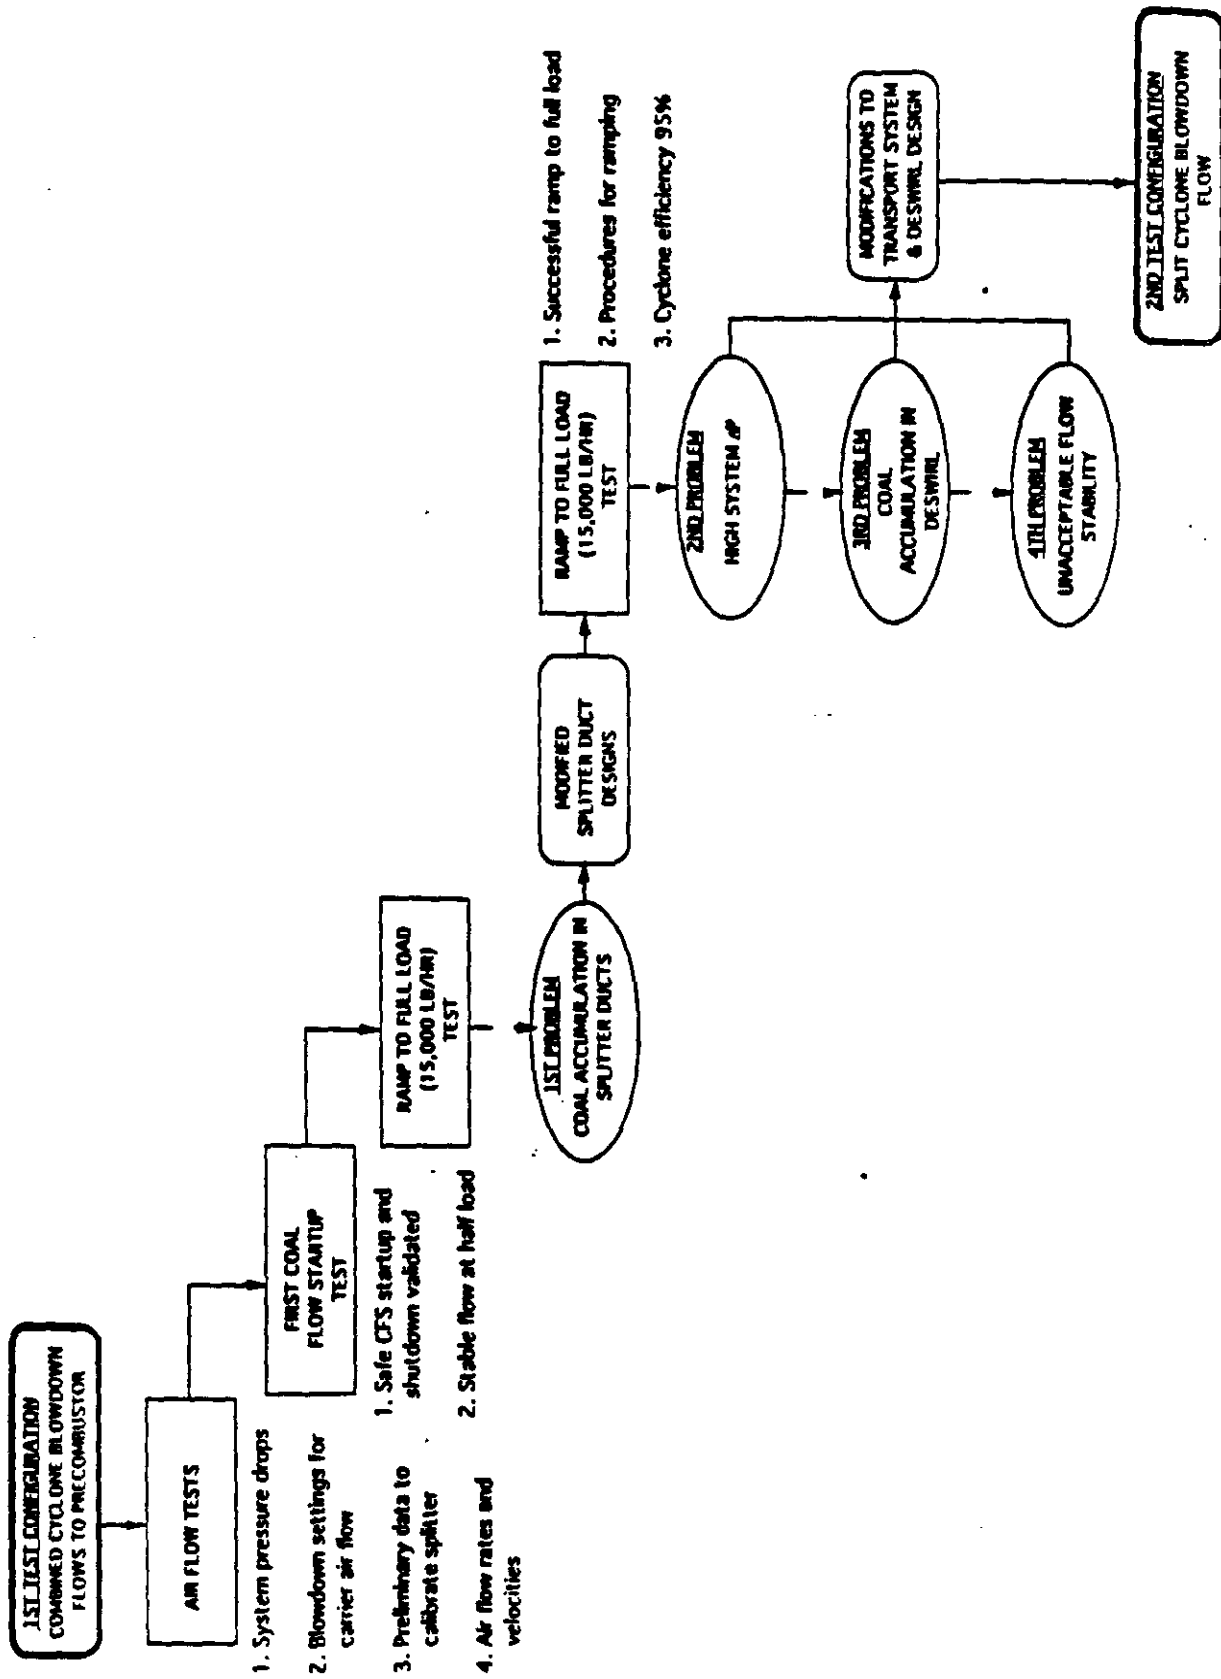 1ST TEST CONFIGURATION
COMBINED CYCLONE BLOWDOWN
FLOWS TO PRECOMBUSTOR
AIR FLOW TESTS
1. System pressure drops
2. Blowdown settings for
carrier air flow
3. Preliminary data to
calibrate splitter
4. Air flow rates and
velocities
FIRST COAL
FLOW STARTUP
TEST
1. Safe CFS startup and
shutdown validated
2. Stable flow at half load
RAMP TO FULL LOAD
(15,000 LB/HR)
TEST
1ST PROBLEM
COAL ACCUMULATION IN
SPLITTER DUCTS
MODIFIED
SPLITTER DUCT
DESIGNS
RAMP TO FULL LOAD
(15,000 LB/HR)
TEST
1. Successful ramp to full load
2. Procedures for ramping
3. Cyclone efficiency 95%
2ND PROBLEM
HIGH SYSTEM ΔP
3RD PROBLEM
COAL
ACCUMULATION IN
DESWIRL
4TH PROBLEM
UNACCEPTABLE FLOW
STABILITY
MODIFICATIONS TO
TRANSPORT SYSTEM
& DESWIRL DESIGN
2ND TEST CONFIGURATION
SPLIT CYCLONE BLOWDOWN
FLOW